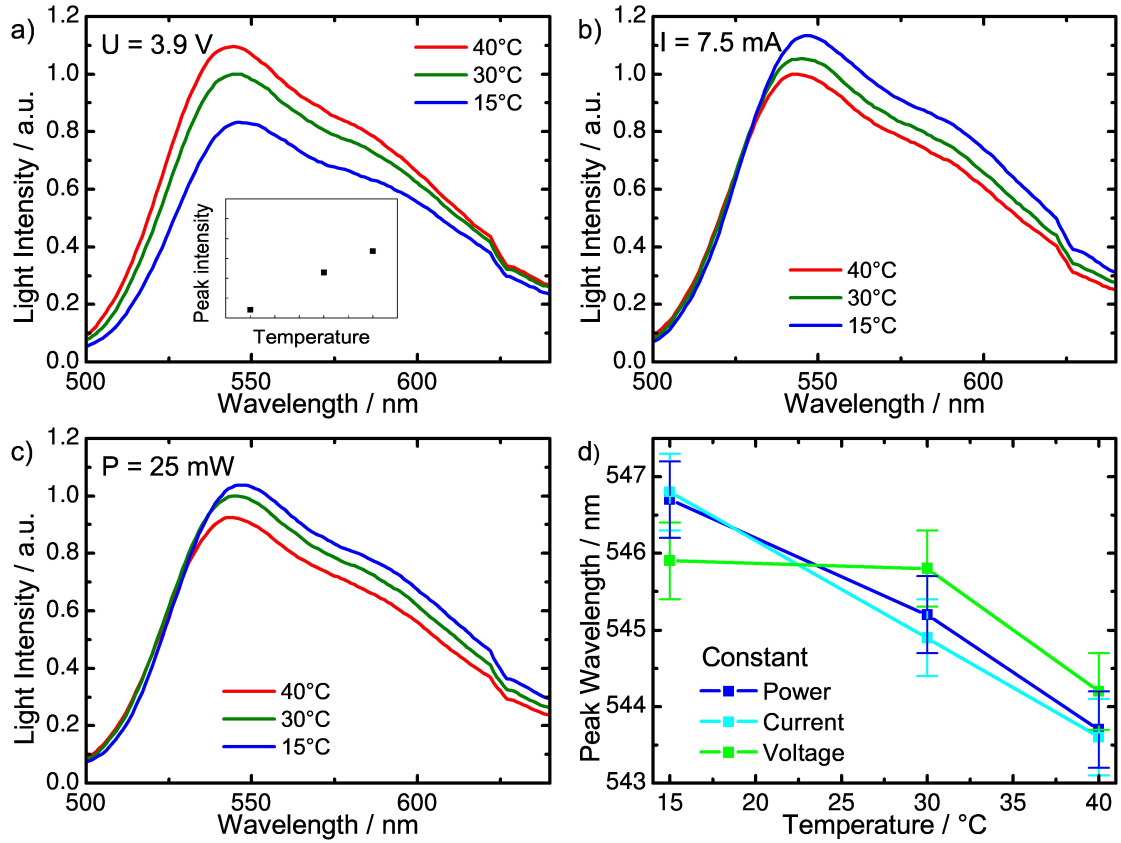 a)
U = 3.9 V
40°C
30°C
15°C
1.2
1.0
0.8
0.6
0.4
0.2
0.0
Light Intensity / a.u.
Peak intensity
Temperature
500
550
600
Wavelength / nm
b)
I = 7.5 mA
1.2
1.0
0.8
0.6
0.4
0.2
0.0
Light Intensity / a.u.
40°C
30°C
15°C
500
550
600
Wavelength / nm
c)
P = 25 mW
1.2
1.0
0.8
0.6
0.4
0.2
0.0
Light Intensity / a.u.
40°C
30°C
15°C
500
550
600
Wavelength / nm
d)
547
546
545
544
543
Peak Wavelength / nm
Constant
Power
Current
Voltage
15
20
25
30
35
40
Temperature / °C